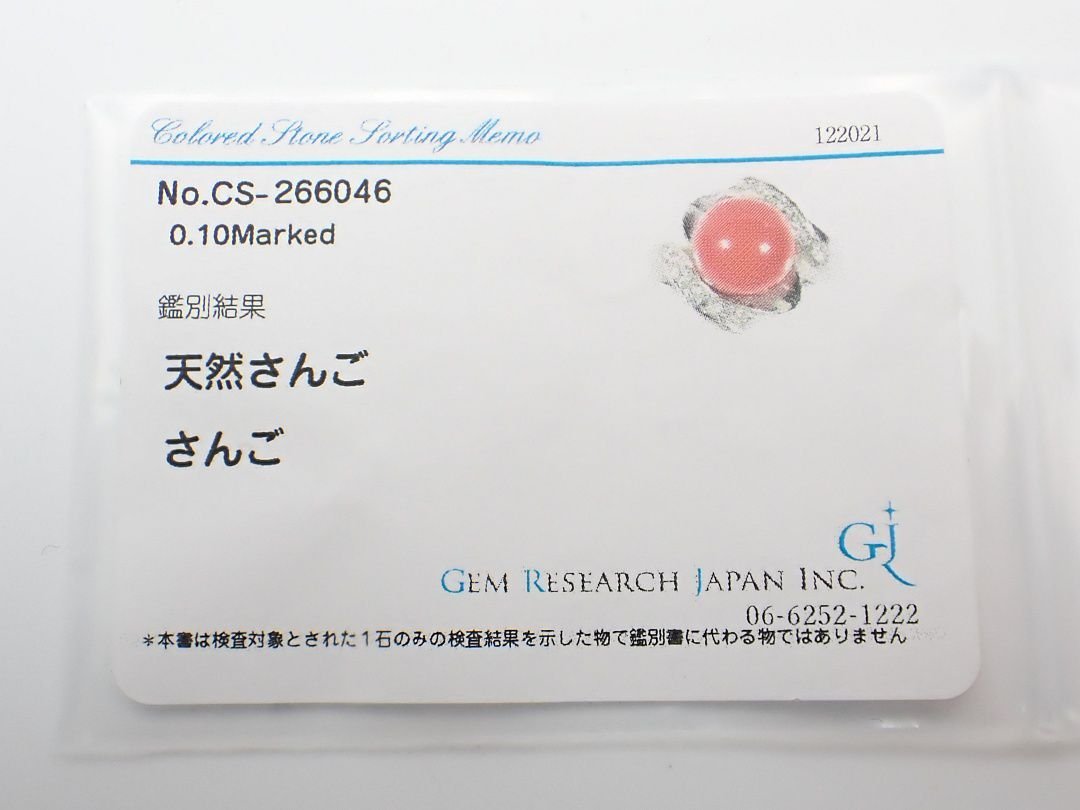 Colored Stone Sorting Memo
122021
No.CS-266046
0.10Marked
鑑別結果
天然さんご
さんご
GJ
GEM RESEARCH JAPAN INC.
06-6252-1222
*本書は検査対象とされた1石のみの検査結果を示した物で鑑別書に代わる物ではありません